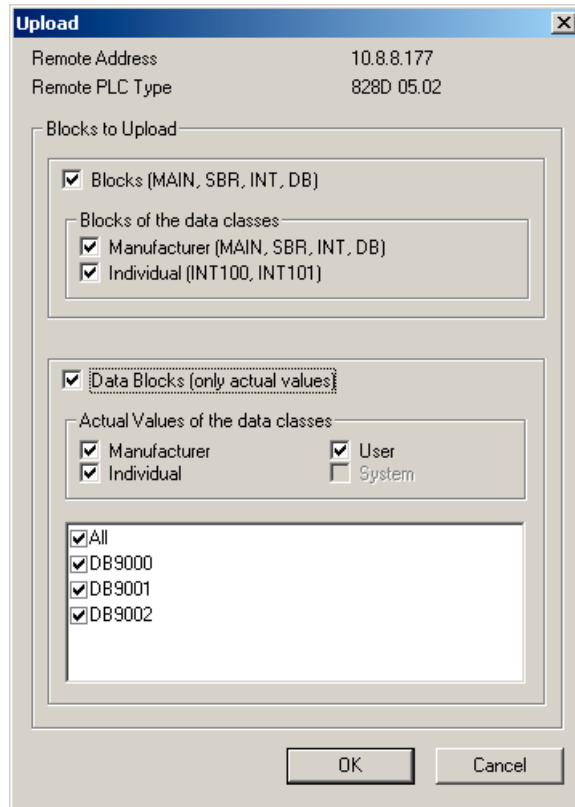 Upload
Remote Address 10.8.8.177
Remote PLC Type 828D 05.02
Blocks to Upload
Blocks (MAIN, SBR, INT, DB)
Blocks of the data classes
Manufacturer (MAIN, SBR, INT, DB)
Individual (INT100, INT101)
Data Blocks (only actual values)
Actual Values of the data classes
Manufacturer User
Individual System
All
DB9000
DB9001
DB9002
OK Cancel